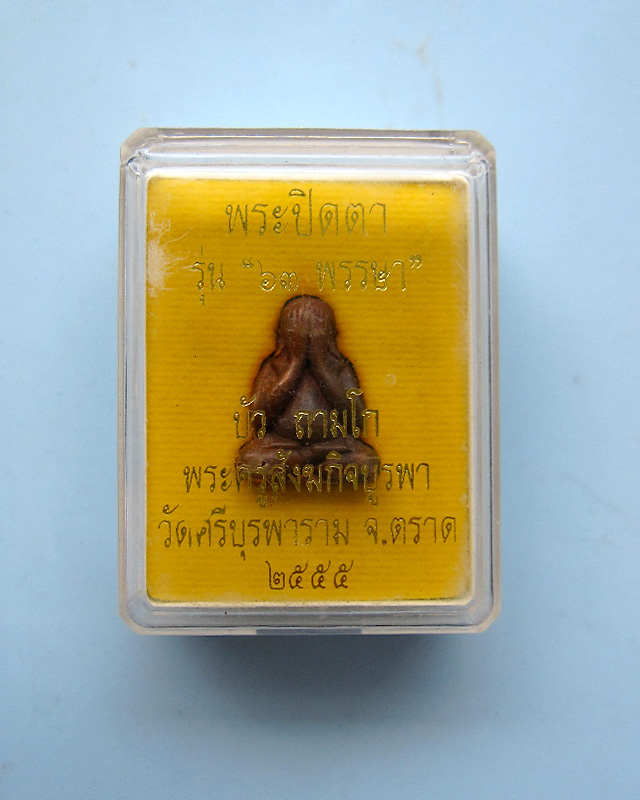 พระปิดตา
รุ่น “๖๓ พรรษา”
บัว ถามโก
พระครูสังฆกิจบูรพา
วัดศรีบุรพาราม จ.ตราด
๒๕๕๕